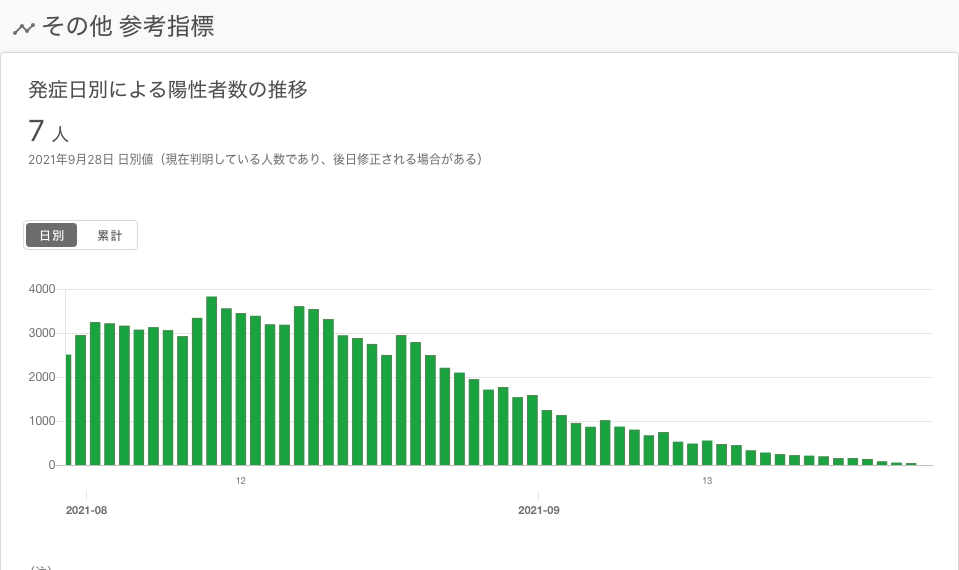 その他 参考指標
発症日別による陽性者数の推移
7 人
2021年9月28日 日別値（現在判明している人数であり、後日修正される場合がある）
日別 累計
4000
3000
2000
1000
0
12 13
2021-08 2021-09